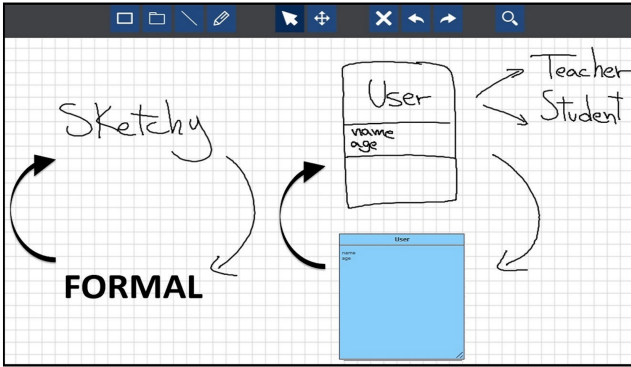 Sketchy
FORMAL
User
name
age
Teacher
Student
User
name
age